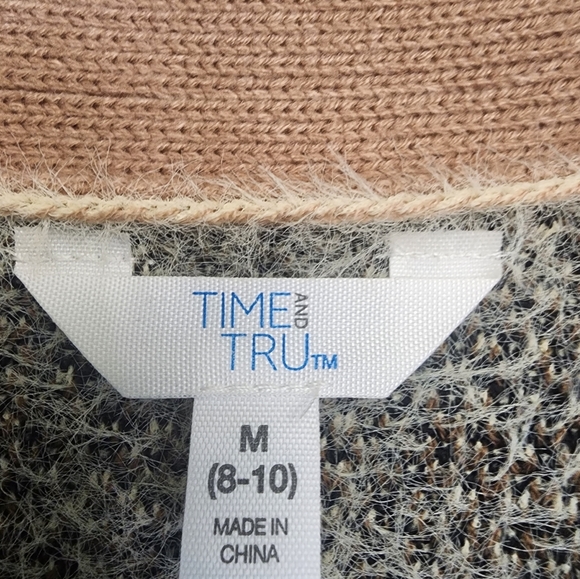 TIME AND
TRU™
M
(8-10)
MADE IN
CHINA